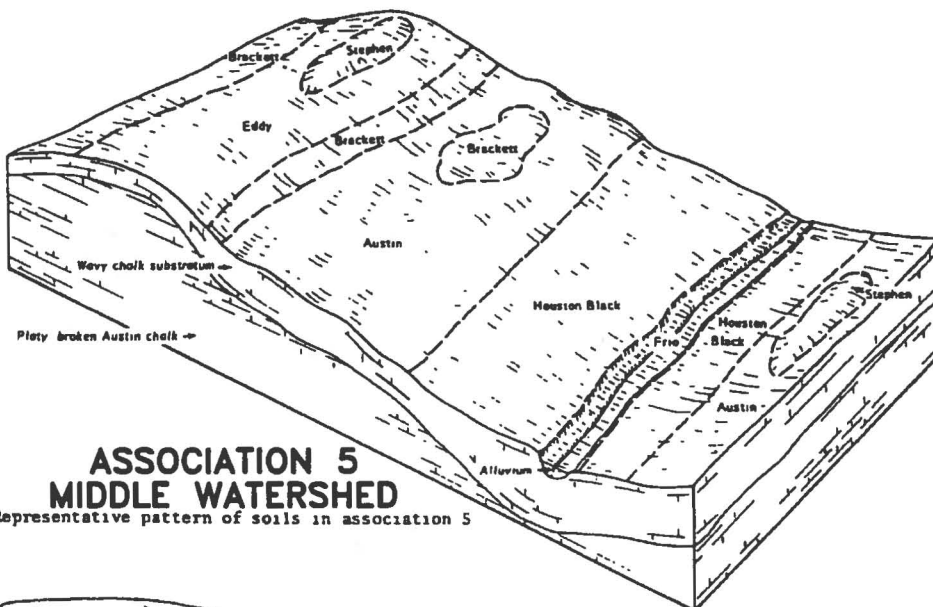 Brackett
Stephen
Eddy
Brackett
Brackett
Austin
Wavy chalk substratum
Houston Black
Stephen
Platy broken Austin chalk
Frio
Houston
Black
Austin
Alluvium
ASSOCIATION 5
MIDDLE WATERSHED
epresentative pattern of soils in association 5